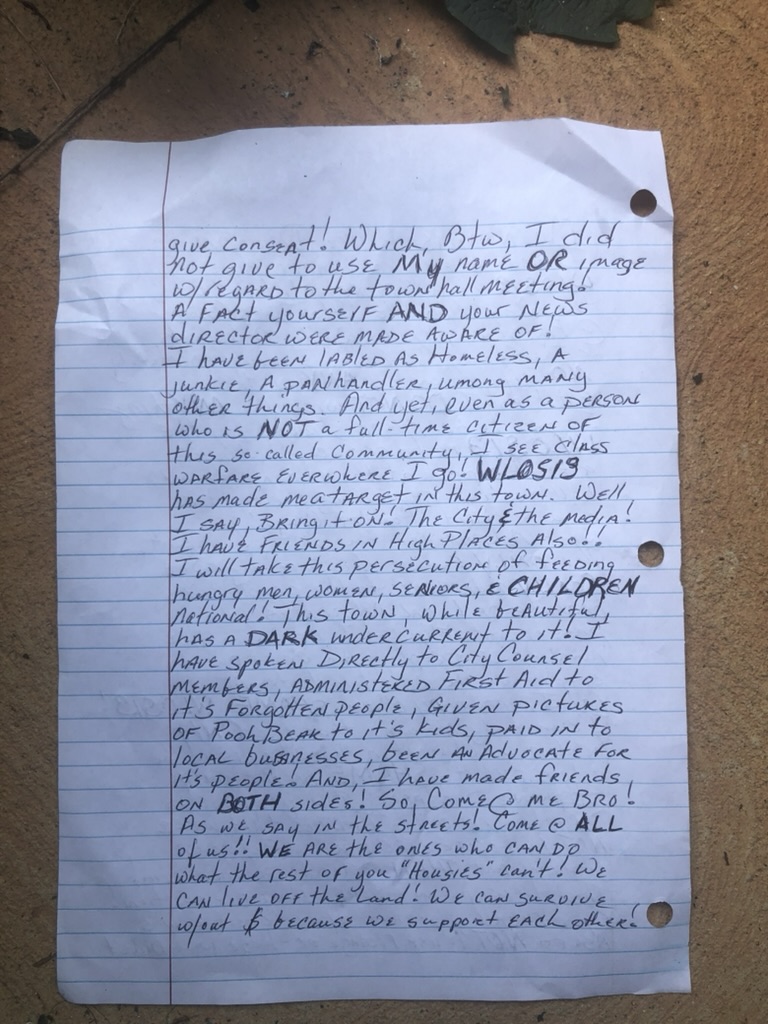 give consent! Which, Btw, I did
not give to use My name OR image
w/regard to the town hall meeting!
A FACT yourself AND your News
director were made aware of!
I have been labled as Homeless, A
junkie, A panhandler, umong many
other things. And yet, even as a person
who is NOT a full-time citizen of
this so called Community, I see class
warfare everwhere I go! WLOS13
has made me a target in this town. Well,
I say, Bring it on! The City & the media!
I have Friends in High Places Also!!
I will take this persecution of feeding
hungry men, women, seniors, & CHILDREN
national! This town, while beautiful,
has a DARK undercurrent to it! I
have spoken Directly to City Counsel
members, administered First Aid to
it's Forgotten people, given pictures
of Pooh Bear to it's kids, paid in to
local businesses, been an Advocate for
it's people! And, I have made friends
on BOTH sides! So, Come @ me Bro!
As we say in the streets! Come @ ALL
of us!! WE are the ones who can do
what the rest of you "Housies" can't! We
can live off the Land! We can survive
w/out $ because we support each other!